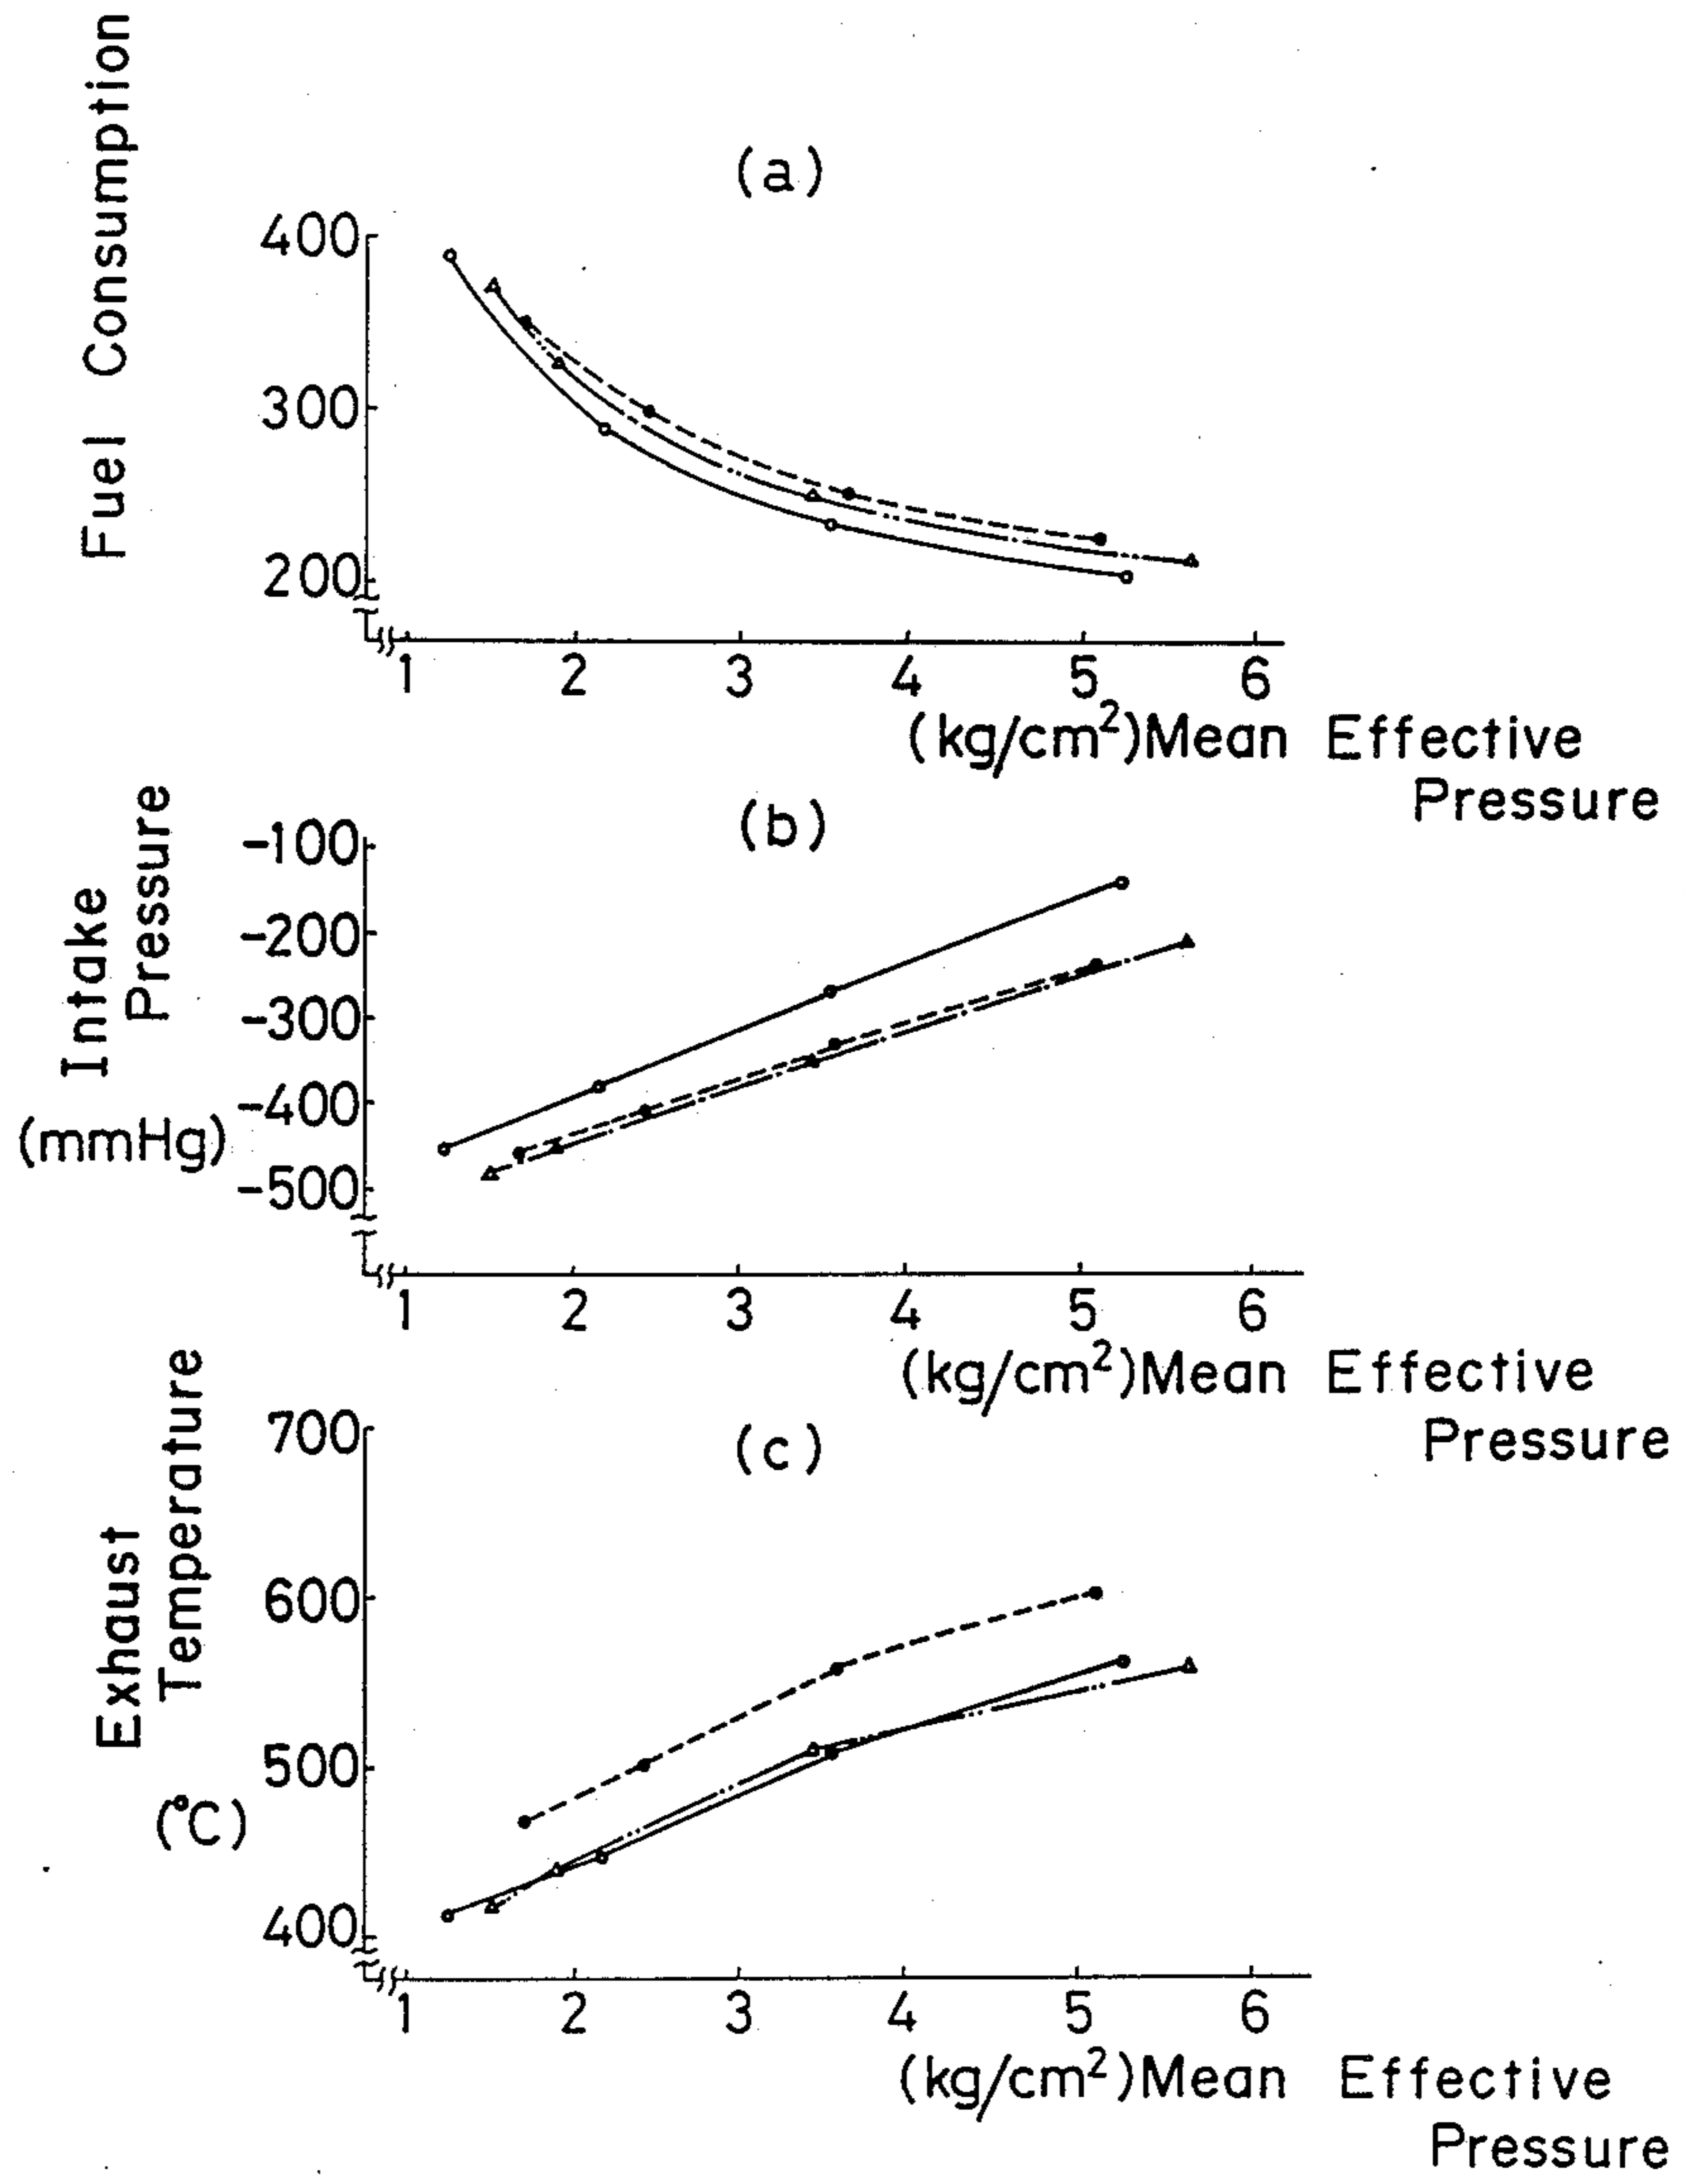 Fuel Consumption
(a)
400
300
200
1 2 3 4 5 6
(kg/cm²)Mean Effective
Pressure
Intake
Pressure
(mmHg)
(b)
-100
-200
-300
-400
-500
1 2 3 4 5 6
(kg/cm²)Mean Effective
Pressure
Exhaust
Temperature
(°C)
(c)
700
600
500
400
1 2 3 4 5 6
(kg/cm²)Mean Effective
Pressure